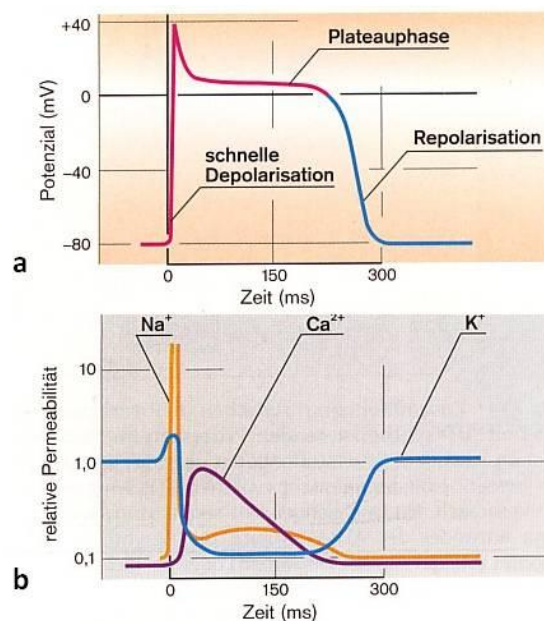 +40
Plateauphase
0
Potenzial (mV)
schnelle
Depolarisation
Repolarisation
−40
−80
a
0
150
300
Zeit (ms)
Na⁺
Ca²⁺
K⁺
10
relative Permeabilität
1,0
0,1
b
0
150
300
Zeit (ms)